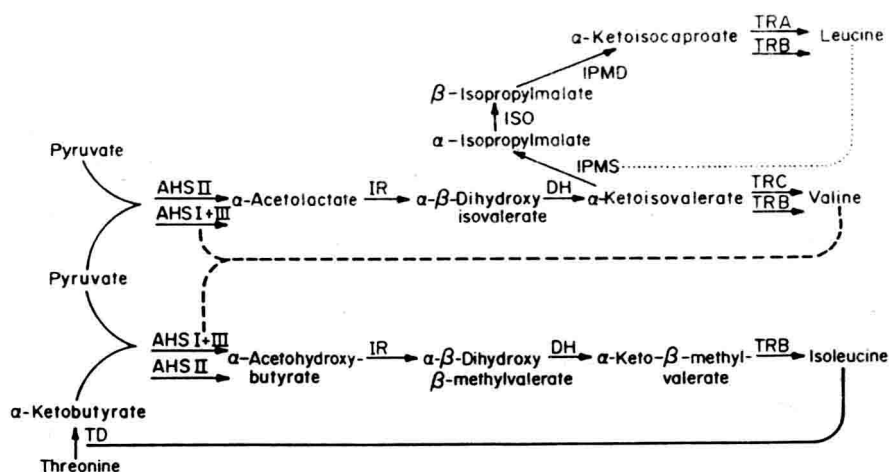 α-Ketoisocaproate TRA Leucine
TRB
IPMD
β-Isopropylmalate
ISO
α-Isopropylmalate
Pyruvate
IPMS
AHS II α-Acetolactate IR α-β-Dihydroxy DH α-Ketoisovalerate TRC Valine
AHS I+III isovalerate TRB
Pyruvate
AHS I+III α-Acetohydroxy- IR α-β-Dihydroxy DH α-Keto-β-methyl- TRB Isoleucine
AHS II butyrate β-methylvalerate valerate
α-Ketobutyrate
TD
Threonine